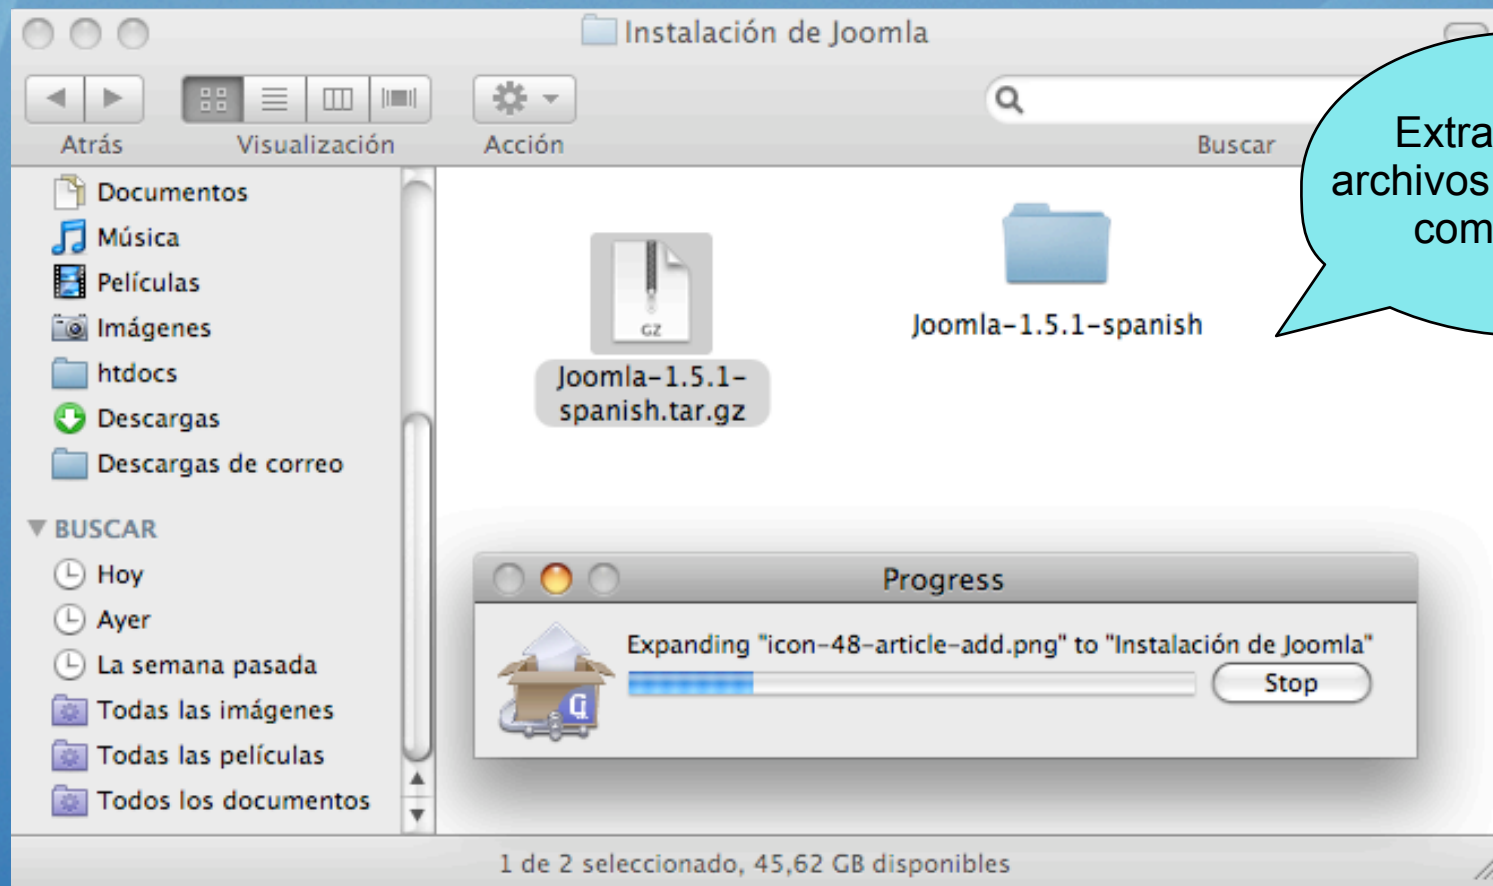 Instalación de Joomla
Atrás
Visualización
Acción
Buscar
Extra
archivos
com
Documentos
Música
Películas
Imágenes
htdocs
Descargas
Descargas de correo
BUSCAR
Hoy
Ayer
La semana pasada
Todas las imágenes
Todas las películas
Todos los documentos
GZ
Joomla-1.5.1-
spanish.tar.gz
Joomla-1.5.1-spanish
Progress
Expanding "icon-48-article-add.png" to "Instalación de Joomla"
Stop
1 de 2 seleccionado, 45,62 GB disponibles